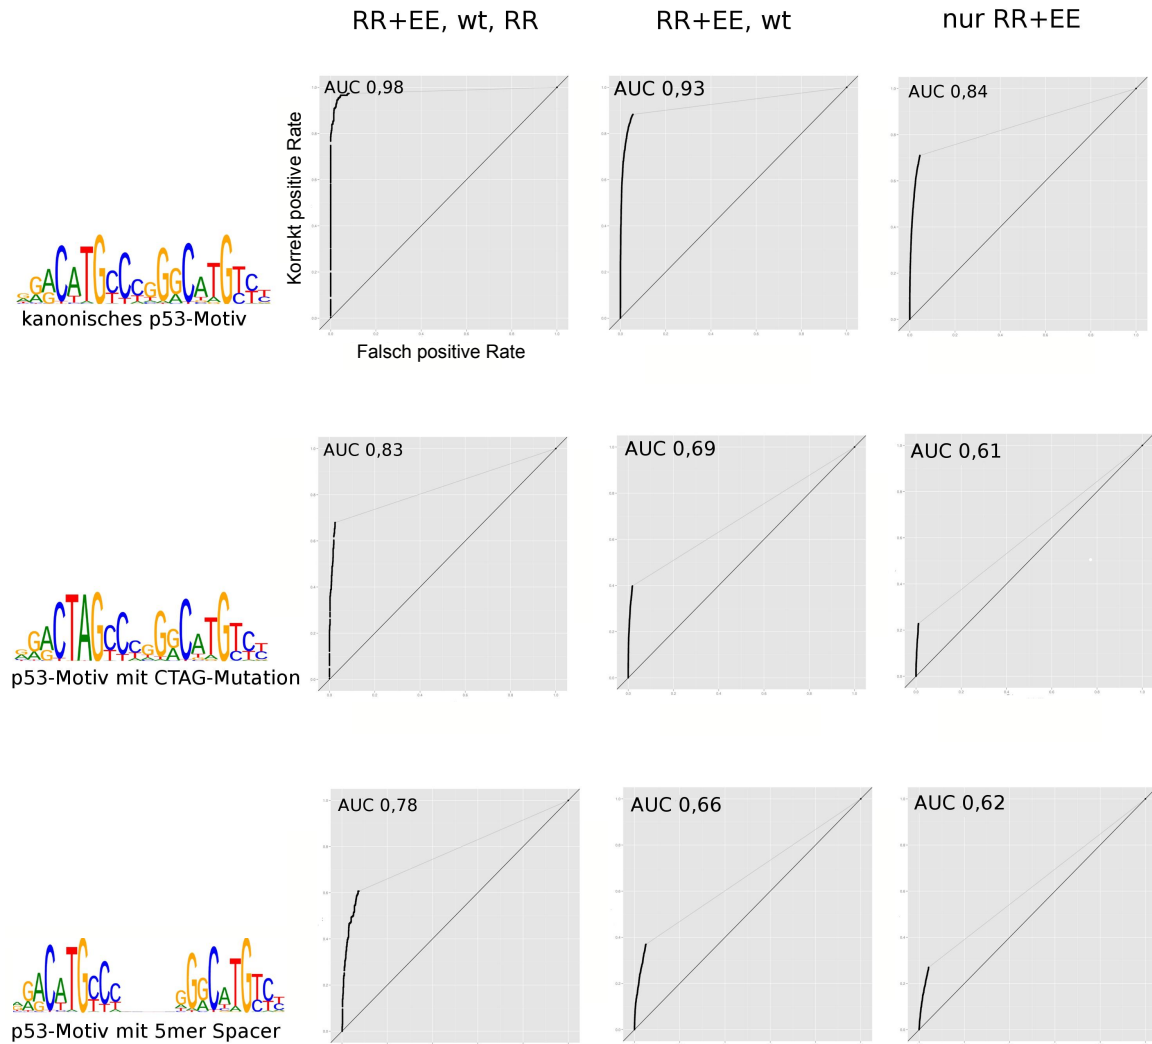 RR+EE, wt, RR
RR+EE, wt
nur RR+EE
AUC 0,98
AUC 0,93
AUC 0,84
Korrekt positive Rate
Falsch positive Rate
kanonisches p53-Motiv
AUC 0,83
AUC 0,69
AUC 0,61
p53-Motiv mit CTAG-Mutation
AUC 0,78
AUC 0,66
AUC 0,62
p53-Motiv mit 5mer Spacer